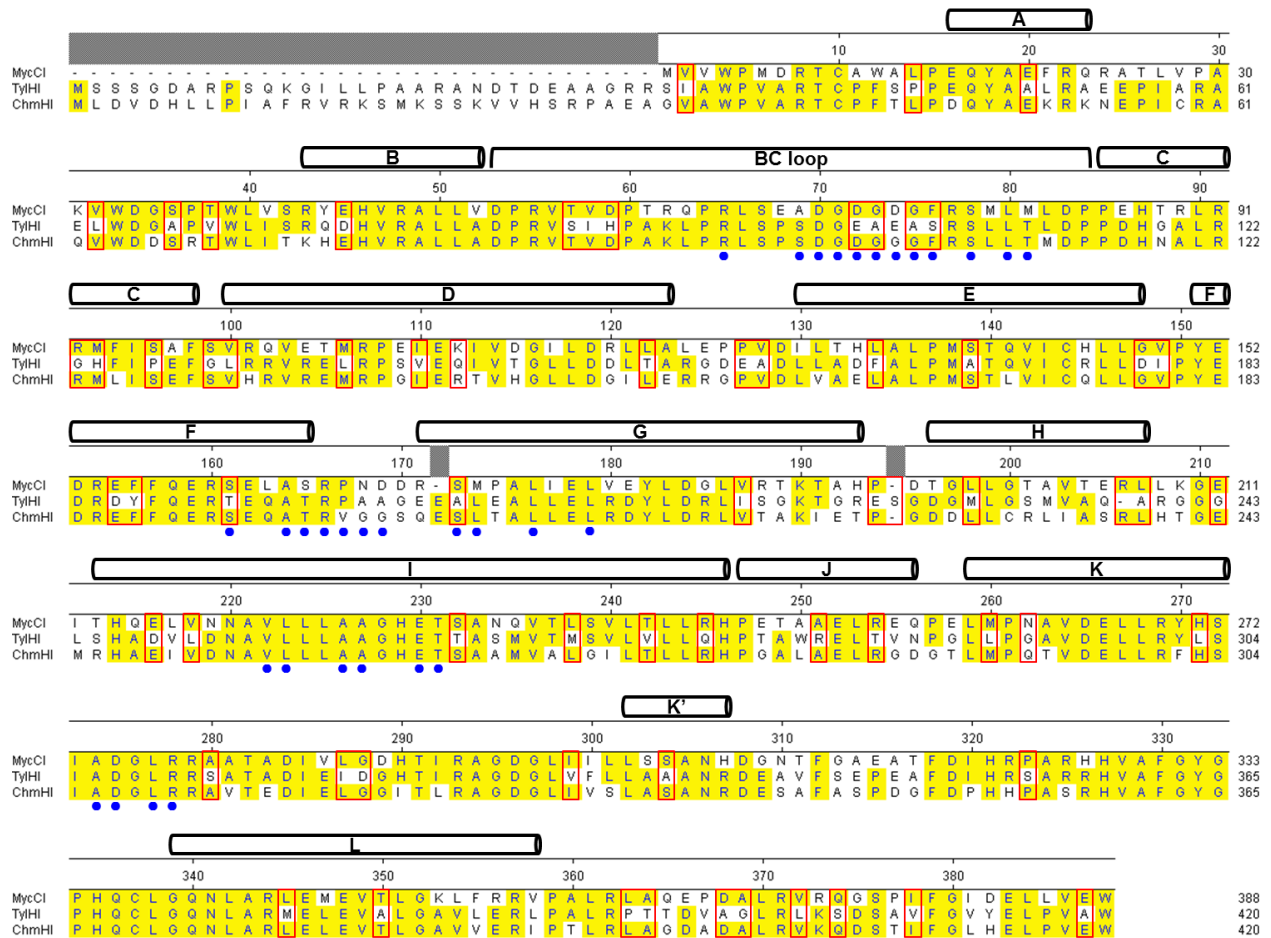 A
10 20 30
MycCI - - - - - - - - - - - - - - - - - - - - - - - - - - - - - - - M V V W P M D R T C A W A L P E Q Y A E F R Q R A T L V P A 30
TylHI M S S S G D A R P S Q K G I L L P A A R A N D T D E A A G R R S I A W P V A R T C P F S P P E Q Y A A L R A E E P I A R A 61
ChmHI M L D V D H L L P I A F R V R K S M K S S K V V H S R P A E A G V A W P V A R T C P F T L P D Q Y A E K R K N E P I C R A 61
B BC loop C
40 50 60 70 80 90
MycCI K V W D G S P T W L V S R Y E H V R A L L V D P R V T V D P T R Q P R L S E A D G D G D G F R S M L M L D P P E H T R L R 91
TylHI E L W D G A P V W L I S R Q D H V R A L L A D P R V S I H P A K L P R L S P S D G E A E A S R S L L T L D P P D H G A L R 122
ChmHI Q V W D D S R T W L I T K H E H V R A L L A D P R V T V D P A K L P R L S P S D G D G G G F R S L L T M D P P D H N A L R 122
C D E F
100 110 120 130 140 150
MycCI R M F I S A F S V R Q V E T M R P E I E K I V D G I L D R L L A L E P P V D I L T H L A L P M S T Q V I C H L L G V P Y E 152
TylHI G H F I P E F G L R R V R E L R P S V E Q I V T G L L D D L T A R G D E A D L L A D F A L P M A T Q V I C R L L D I P Y E 183
ChmHI R M L I S E F S V H R V R E M R P G I E R T V H G L L D G I L E R R G P V D L V A E L A L P M S T L V I C Q L L G V P Y E 183
F G H
160 170 180 190 200 210
MycCI D R E F F Q E R S E L A S R P N D D R - S M P A L I E L V E Y L D G L V R T K T A H P - D T G L L G T A V T E R L L K G E 211
TylHI D R D Y F Q E R T E Q A T R P A A G E E A L E A L L E L R D Y L D R L I S G K T G R E S G D G M L G S M V A Q - A R G G G 243
ChmHI D R E F F Q E R S E Q A T R V G G S Q E S L T A L L E L R D Y L D R L V T A K I E T P - G D D L L C R L I A S R L H T G E 243
I J K
220 230 240 250 260 270
MycCI I T H Q E L V N N A V L L L A A G H E T S A N Q V T L S V L T L L R H P E T A A E L R E Q P E L M P N A V D E L L R Y H S 272
TylHI L S H A D V L D N A V L L L A A G H E T T A S M V T M S V L V L L Q H P T A W R E L T V N P G L L P G A V D E L L R Y L S 304
ChmHI M R H A E I V D N A V L L L A A G H E T S A A M V A L G I L T L L R H P G A L A E L R G D G T L M P Q T V D E L L R F H S 304
K’
280 290 300 310 320 330
MycCI I A D G L R R A A T A D I V L G D H T I R A G D G L I I L L S S A N H D G N T F G A E A T F D I H R P A R H H V A F G Y G 333
TylHI I A D G L R R S A T A D I E I D G H T I R A G D G L V F L L A A A N R D E A V F S E P E A F D I H R S A R R H V A F G Y G 365
ChmHI I A D G L R R A V T E D I E L G G I T L R A G D G L I V S L A S A N R D E S A F A S P D G F D P H H P A S R H V A F G Y G 365
L
340 350 360 370 380
MycCI P H Q C L G Q N L A R L E M E V T L G K L F R R V P A L R L A Q E P D A L R V R Q G S P I F G I D E L L V E W 388
TylHI P H Q C L G Q N L A R M E L E V A L G A V L E R L P A L R P T T D V A G L R L K S D S A V F G V Y E L P V A W 420
ChmHI P H Q C L G Q N L A R L E L E V T L G A V V E R I P T L R L A G D A D A L R V K Q D S T I F G L H E L P V E W 420